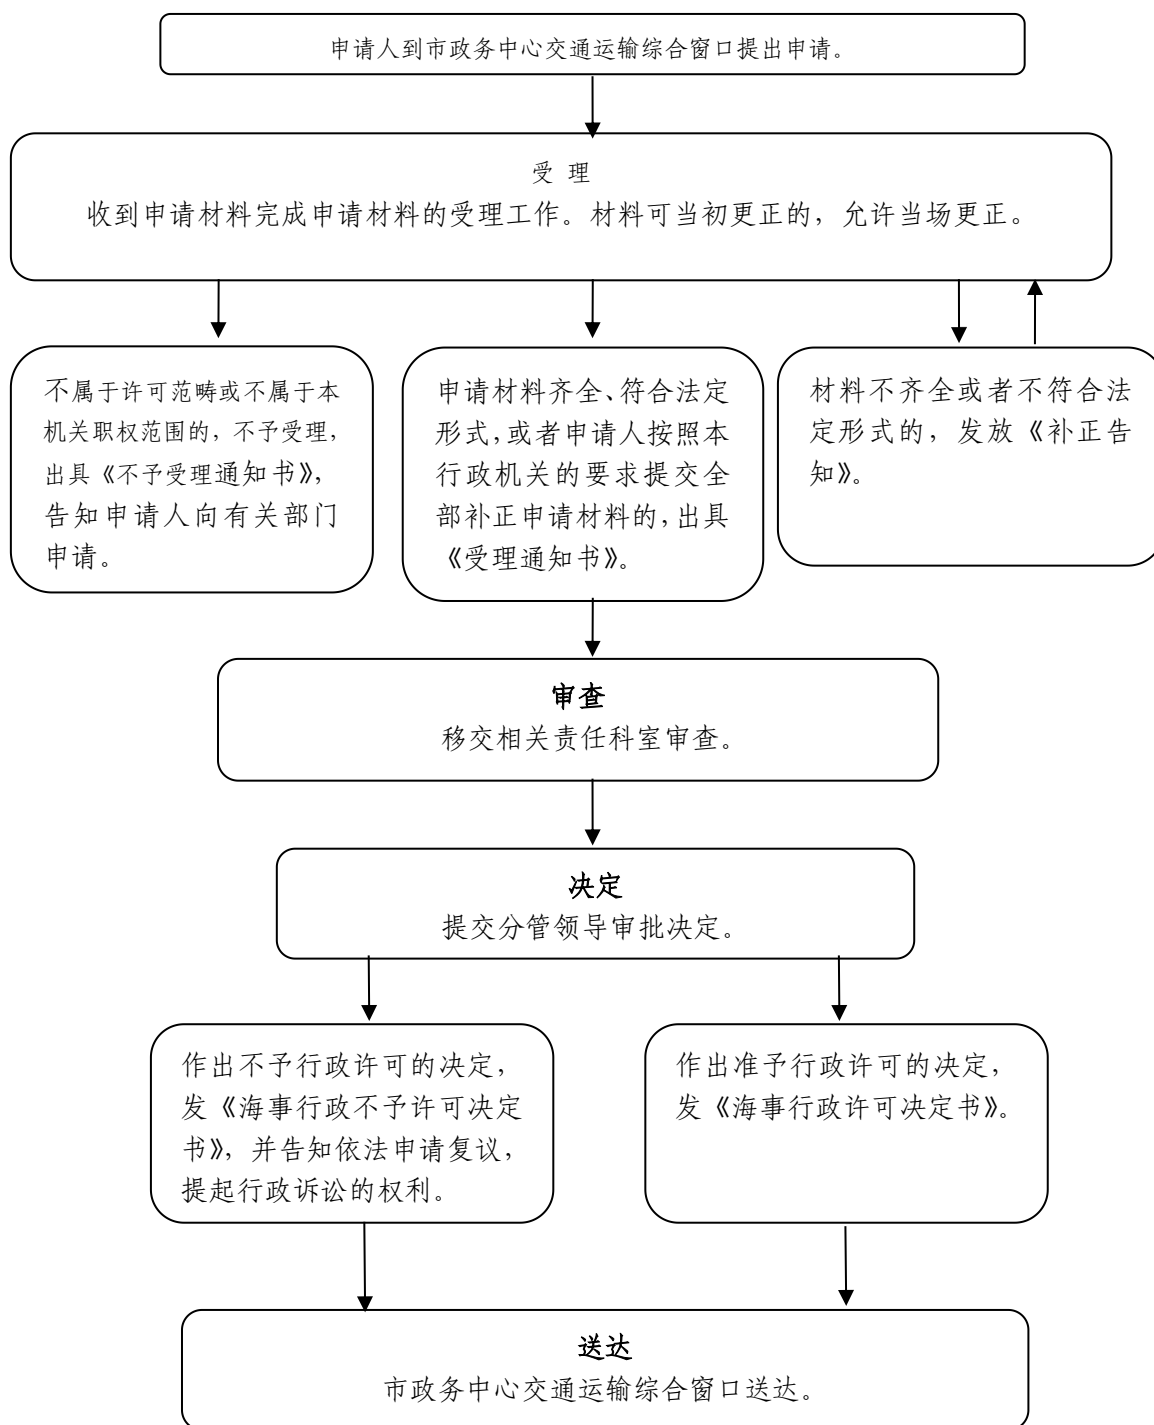 申请人到市政务中心交通运输综合窗口提出申请。
受 理
收到申请材料完成申请材料的受理工作。材料可当初更正的，允许当场更正。
不属于许可范畴或不属于本
机关职权范围的，不予受理，
出具《不予受理通知书》，
告知申请人向有关部门
申请。
申请材料齐全、符合法定
形式，或者申请人按照本
行政机关的要求提交全
部补正申请材料的，出具
《受理通知书》。
材料不齐全或者不符合法
定形式的，发放《补正告
知》。
审查
移交相关责任科室审查。
决定
提交分管领导审批决定。
作出不予行政许可的决定，
发《海事行政不予许可决定
书》，并告知依法申请复议，
提起行政诉讼的权利。
作出准予行政许可的决定，
发《海事行政许可决定书》。
送达
市政务中心交通运输综合窗口送达。